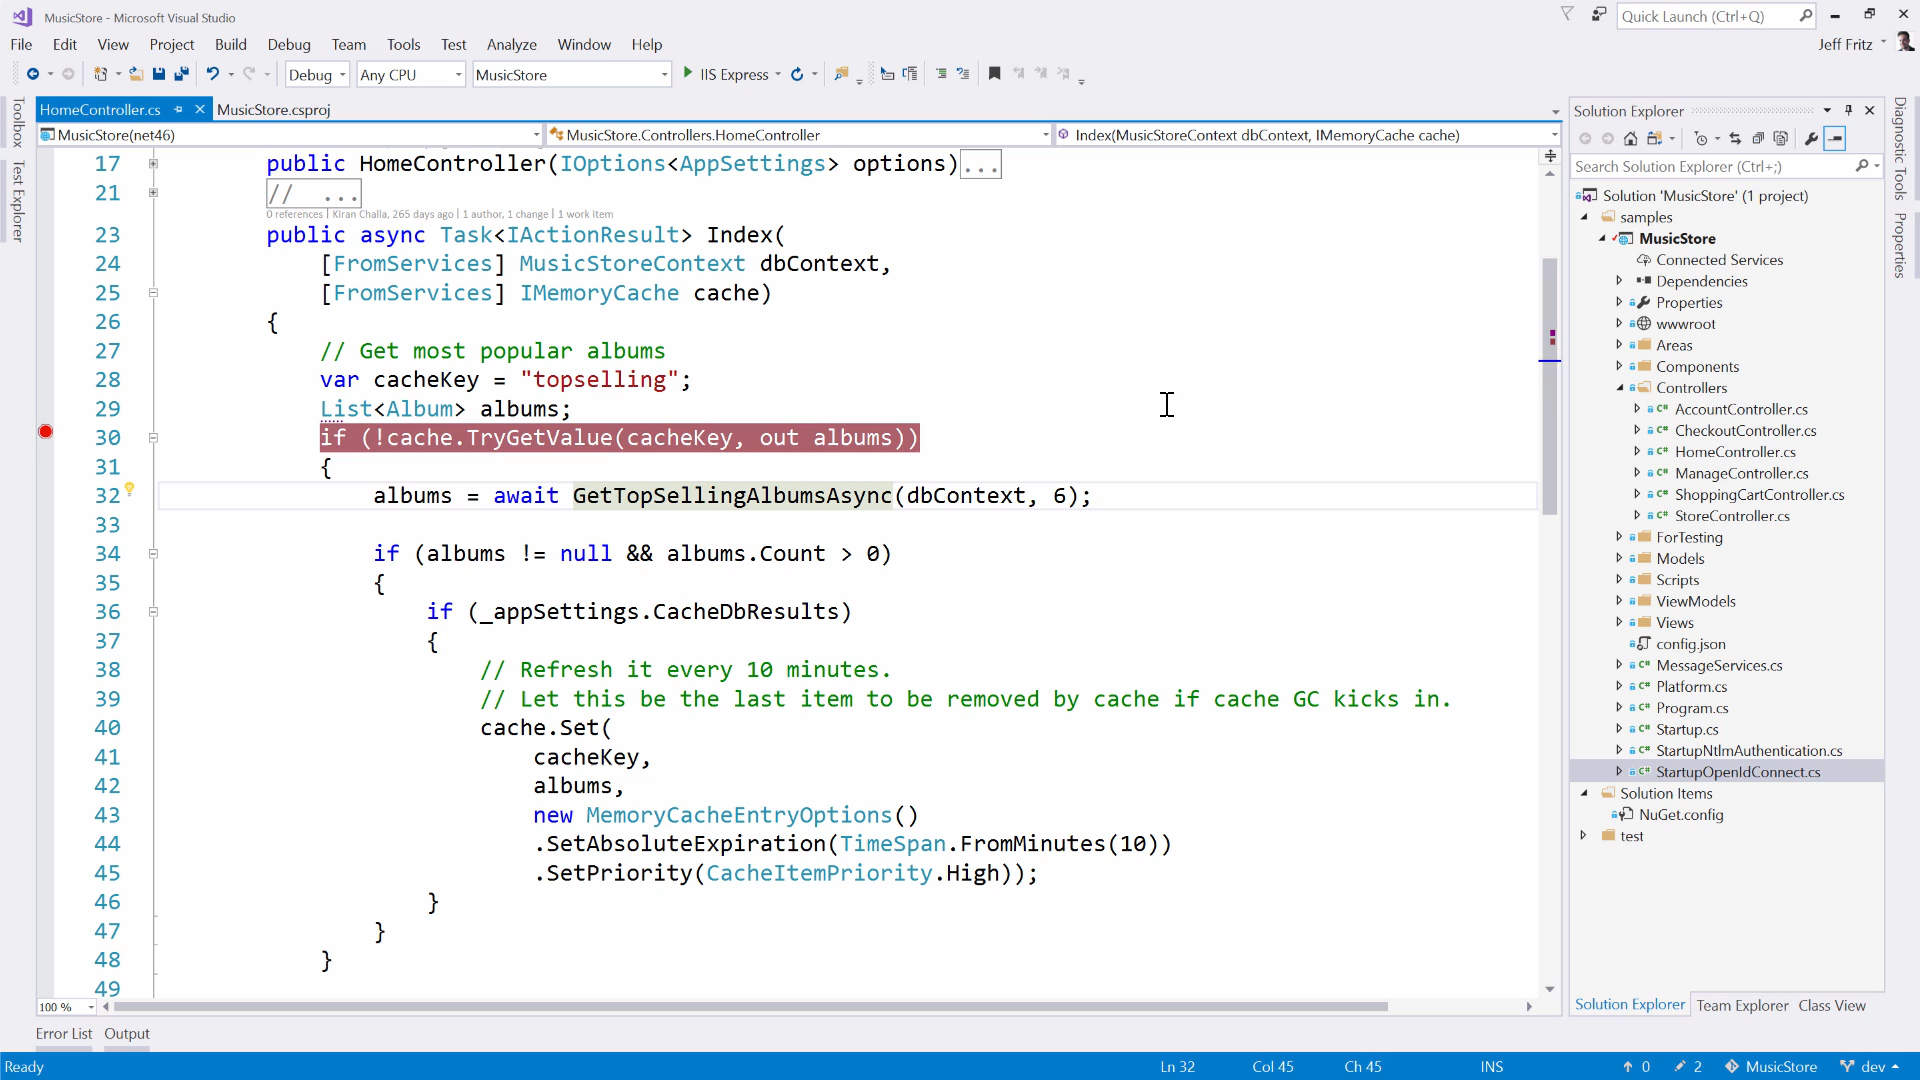 MusicStore - Microsoft Visual Studio
Quick Launch (Ctrl+Q)
File Edit View Project Build Debug Team Tools Test Analyze Window Help
Jeff Fritz
Debug Any CPU MusicStore IIS Express
Toolbox
Test Explorer
HomeController.cs MusicStore.csproj
MusicStore(net46) MusicStore.Controllers.HomeController Index(MusicStoreContext dbContext, IMemoryCache cache)
17 public HomeController(IOptions<AppSettings> options)...
21 // ...
0 references | Kiran Challa, 265 days ago | 1 author, 1 change | 1 work item
23 public async Task<IActionResult> Index(
24 [FromServices] MusicStoreContext dbContext,
25 [FromServices] IMemoryCache cache)
26 {
27 // Get most popular albums
28 var cacheKey = "topselling";
29 List<Album> albums;
30 if (!cache.TryGetValue(cacheKey, out albums))
31 {
32 albums = await GetTopSellingAlbumsAsync(dbContext, 6);
33
34 if (albums != null && albums.Count > 0)
35 {
36 if (_appSettings.CacheDbResults)
37 {
38 // Refresh it every 10 minutes.
39 // Let this be the last item to be removed by cache if cache GC kicks in.
40 cache.Set(
41 cacheKey,
42 albums,
43 new MemoryCacheEntryOptions()
44 .SetAbsoluteExpiration(TimeSpan.FromMinutes(10))
45 .SetPriority(CacheItemPriority.High));
46 }
47 }
48 }
49
100 %
Solution Explorer
Search Solution Explorer (Ctrl+;)
Solution 'MusicStore' (1 project)
samples
MusicStore
Connected Services
Dependencies
Properties
wwwroot
Areas
Components
Controllers
C# AccountController.cs
C# CheckoutController.cs
C# HomeController.cs
C# ManageController.cs
C# ShoppingCartController.cs
C# StoreController.cs
ForTesting
Models
Scripts
ViewModels
Views
config.json
C# MessageServices.cs
C# Platform.cs
C# Program.cs
C# Startup.cs
C# StartupNtlmAuthentication.cs
C# StartupOpenIdConnect.cs
Solution Items
NuGet.config
test
Solution Explorer Team Explorer Class View
Diagnostic Tools
Properties
Error List Output
Ready Ln 32 Col 45 Ch 45 INS 0 2 MusicStore dev